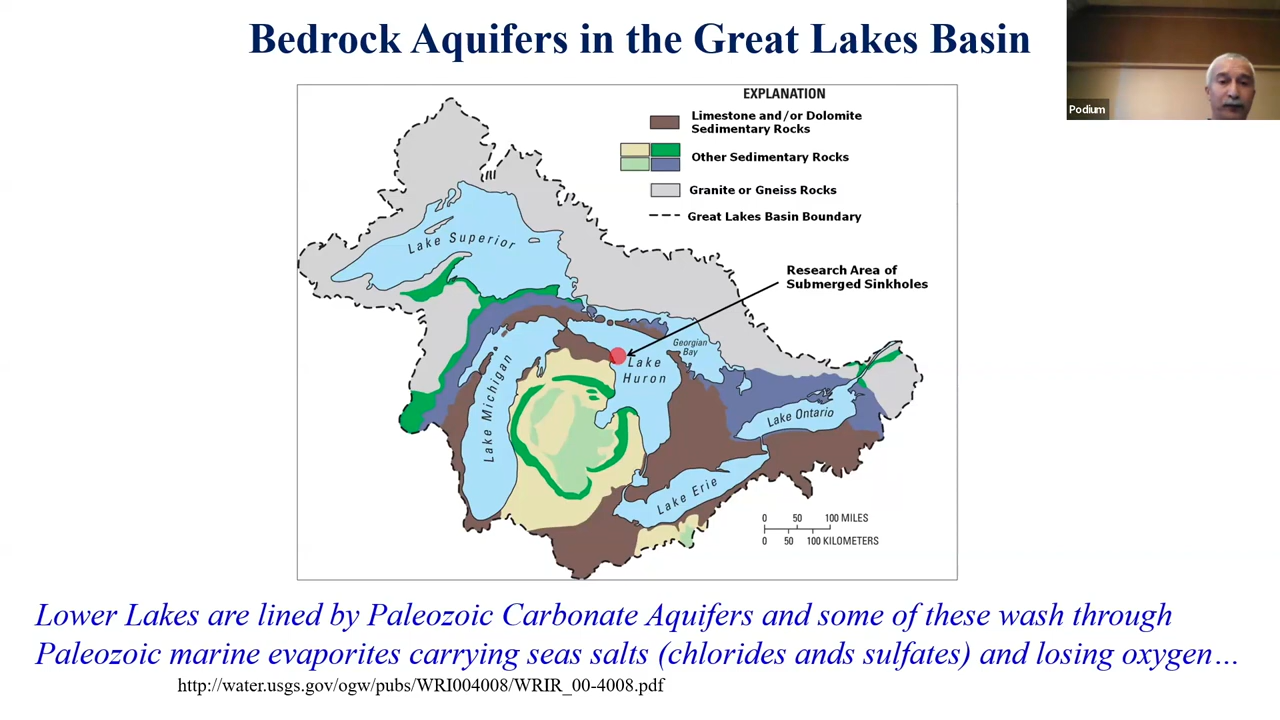 Bedrock Aquifers in the Great Lakes Basin
Podium
EXPLANATION
Limestone and/or Dolomite
Sedimentary Rocks
Other Sedimentary Rocks
Granite or Gneiss Rocks
Great Lakes Basin Boundary
Lake Superior
Research Area of
Submerged Sinkholes
Georgian
Bay
Lake
Huron
Lake Michigan
Lake Ontario
Lake Erie
0 50 100 MILES
0 50 100 KILOMETERS
Lower Lakes are lined by Paleozoic Carbonate Aquifers and some of these wash through
Paleozoic marine evaporites carrying seas salts (chlorides ands sulfates) and losing oxygen…
http://water.usgs.gov/ogw/pubs/WRI004008/WRIR_00-4008.pdf